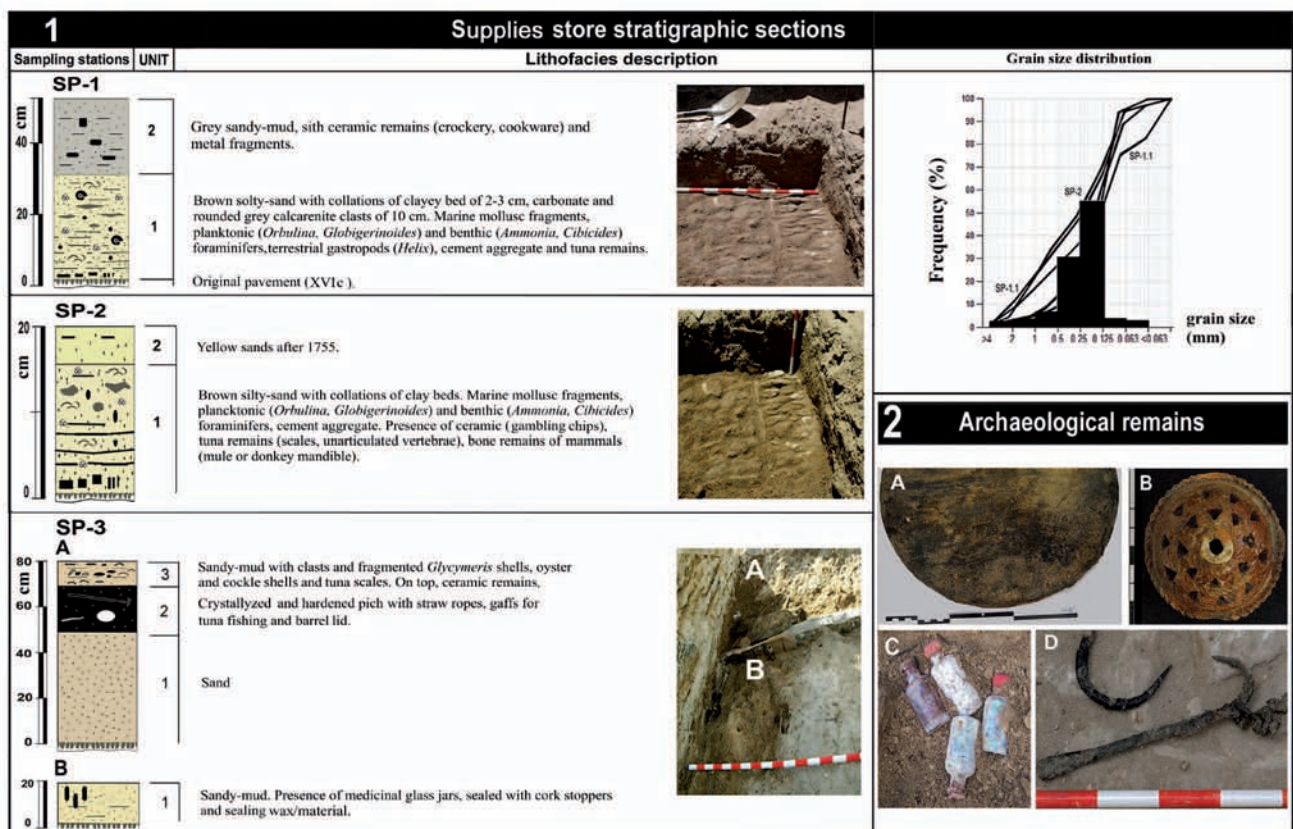 1 Supplies store stratigraphic sections
Sampling stations UNIT Lithofacies description
SP-1
cm
40
20
0
2
Grey sandy-mud, sith ceramic remains (crockery, cookware) and
metal fragments.
1
Brown solty-sand with collations of clayey bed of 2-3 cm, carbonate and
rounded grey calcarenite clasts of 10 cm. Marine mollusc fragments,
planktonic (Orbulina, Globigerinoides) and benthic (Ammonia, Cibicides)
foraminifers,terrestrial gastropods (Helix), cement aggregate and tuna remains.
Original pavement (XVIc ).
SP-2
20
cm
0
2
Yellow sands after 1755.
1
Brown silty-sand with collations of clay beds. Marine mollusc fragments,
plancktonic (Orbulina, Globigerinoides) and benthic (Ammonia, Cibicides)
foraminifers, cement aggregate. Presence of ceramic (gambling chips),
tuna remains (scales, unarticulated vertebrae), bone remains of mammals
(mule or donkey mandible).
SP-3
A
80
cm
60
40
20
0
3
Sandy-mud with clasts and fragmented Glycymeris shells, oyster
and cockle shells and tuna scales. On top, ceramic remains,
2
Crystallyzed and hardened pich with straw ropes, gaffs for
tuna fishing and barrel lid.
1
Sand
A
B
B
20
0
1
Sandy-mud. Presence of medicinal glass jars, sealed with cork stoppers
and sealing wax/material.
Grain size distribution
Frequency (%)
100
90
80
70
60
50
40
30
20
10
0
SP-1.1
SP-2
SP-1.1
>4 2 1 0 5 0 25 0 125 0 063 <0 063
grain size
(mm)
2 Archaeological remains
A
B
C
D